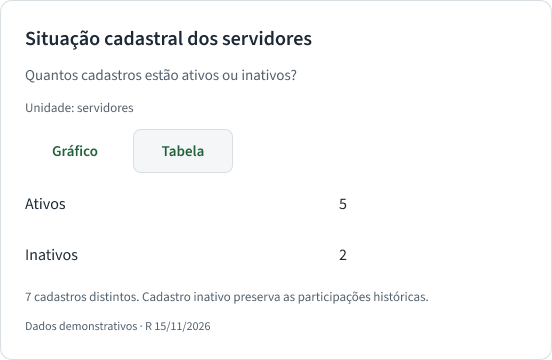 Situação cadastral dos servidores
Quantos cadastros estão ativos ou inativos?
Unidade: servidores
Gráfico Tabela
Ativos 5
Inativos 2
7 cadastros distintos. Cadastro inativo preserva as participações históricas.
Dados demonstrativos · R 15/11/2026